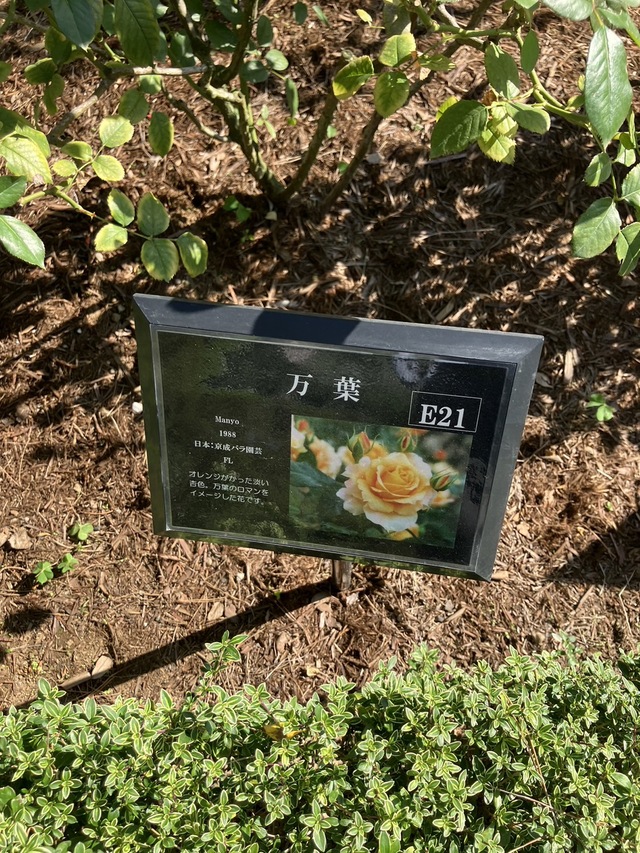 万葉
E21
Manyo
1988
日本:京成バラ園芸
FL
オレンジがかった淡い
杏色。万葉のロマンを
イメージした花です。